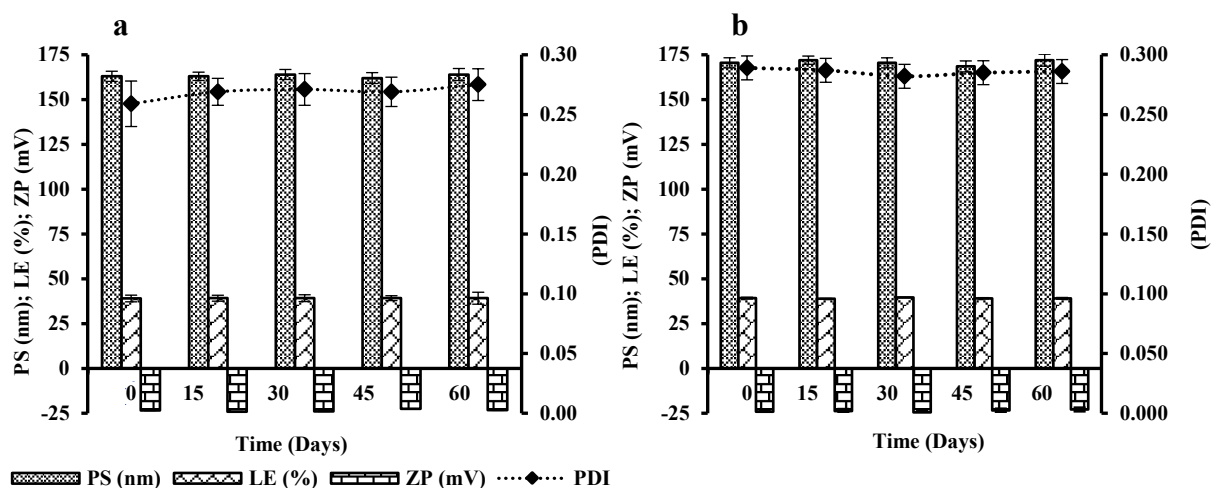 a
PS (nm); LE (%); ZP (mV)
175
150
125
100
75
50
25
0
-25
0.30
0.25
0.20
0.15
0.10
0.05
0.00
(PDI)
0 15 30 45 60
Time (Days)
b
PS (nm); LE (%); ZP (mV)
175
150
125
100
75
50
25
0
-25
0.300
0.250
0.200
0.150
0.100
0.050
0.000
(PDI)
0 15 30 45 60
Time (Days)
PS (nm) LE (%) ZP (mV) PDI